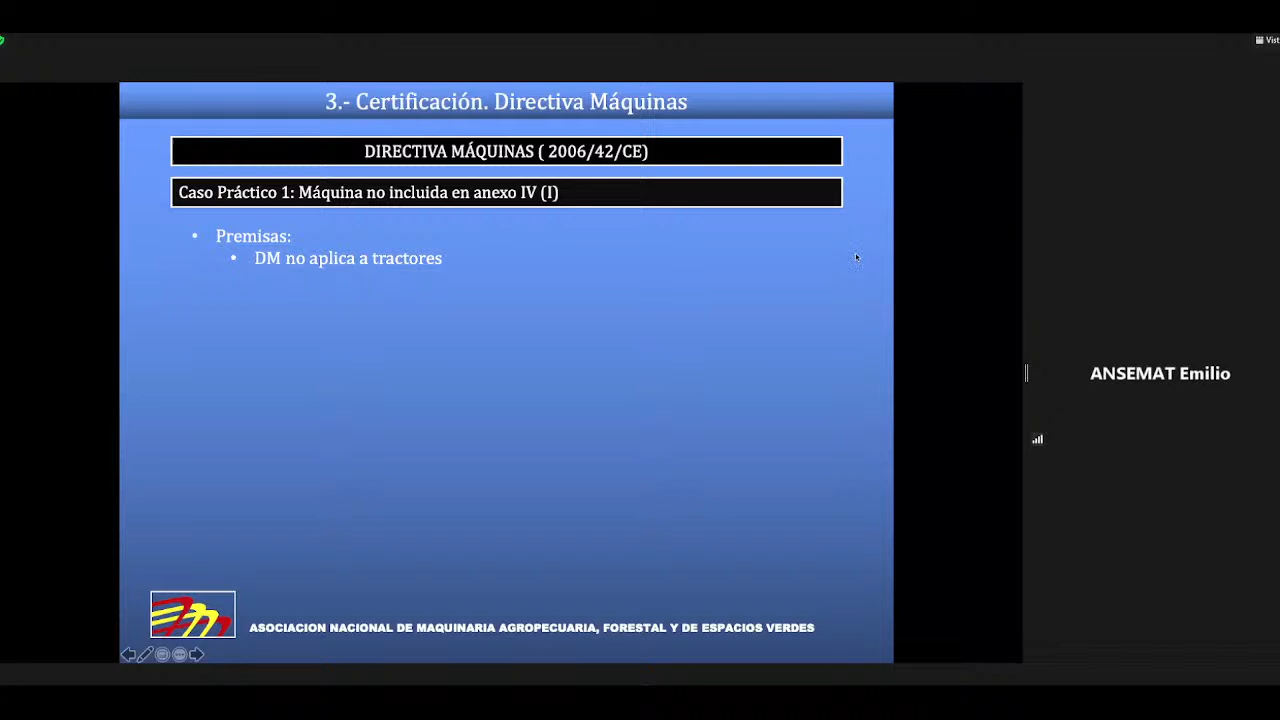 Vist
3.- Certificación. Directiva Máquinas
DIRECTIVA MÁQUINAS ( 2006/42/CE)
Caso Práctico 1: Máquina no incluida en anexo IV (I)
• Premisas:
• DM no aplica a tractores
ANSEMAT Emilio
ASOCIACION NACIONAL DE MAQUINARIA AGROPECUARIA, FORESTAL Y DE ESPACIOS VERDES